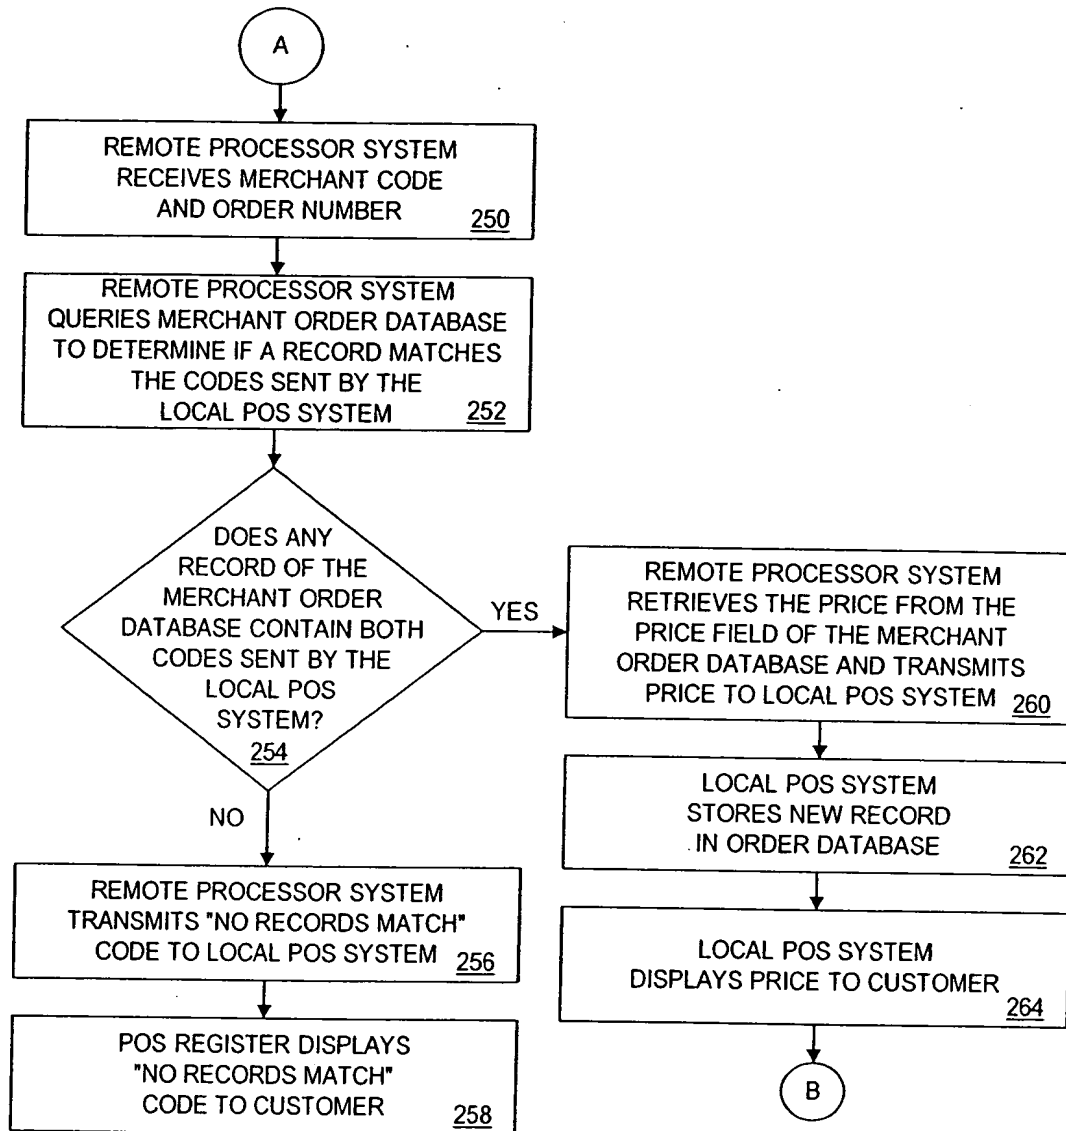 A
REMOTE PROCESSOR SYSTEM
RECEIVES MERCHANT CODE
AND ORDER NUMBER
250
REMOTE PROCESSOR SYSTEM
QUERIES MERCHANT ORDER DATABASE
TO DETERMINE IF A RECORD MATCHES
THE CODES SENT BY THE
LOCAL POS SYSTEM
252
DOES ANY
RECORD OF THE
MERCHANT ORDER
DATABASE CONTAIN BOTH
CODES SENT BY THE
LOCAL POS
SYSTEM?
254
NO
REMOTE PROCESSOR SYSTEM
TRANSMITS "NO RECORDS MATCH"
CODE TO LOCAL POS SYSTEM
256
POS REGISTER DISPLAYS
"NO RECORDS MATCH"
CODE TO CUSTOMER
258
YES
REMOTE PROCESSOR SYSTEM
RETRIEVES THE PRICE FROM THE
PRICE FIELD OF THE MERCHANT
ORDER DATABASE AND TRANSMITS
PRICE TO LOCAL POS SYSTEM
260
LOCAL POS SYSTEM
STORES NEW RECORD
IN ORDER DATABASE
262
LOCAL POS SYSTEM
DISPLAYS PRICE TO CUSTOMER
264
B